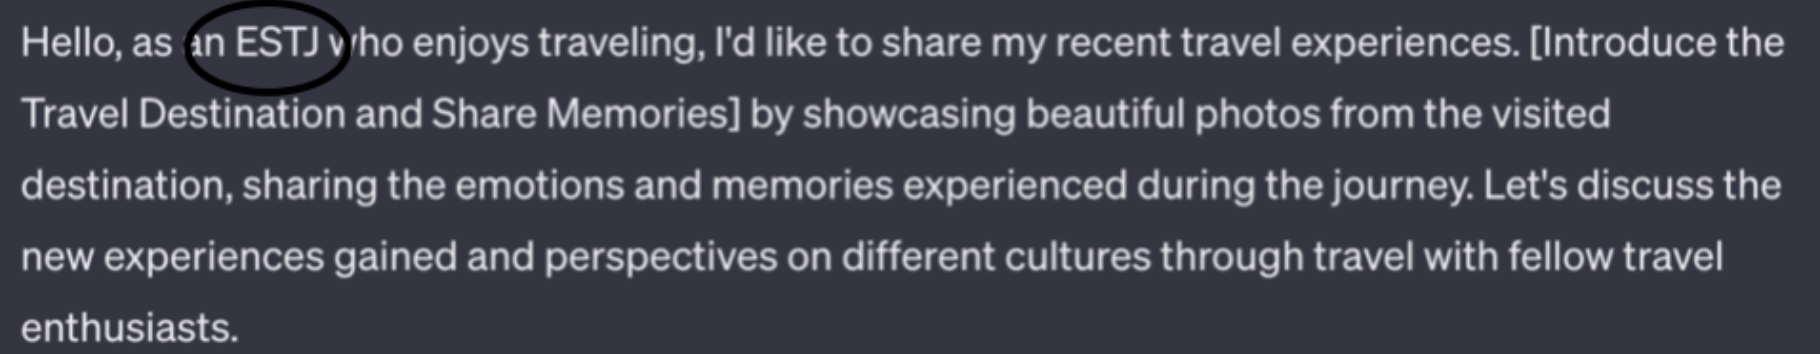 Hello, as an ESTJ who enjoys traveling, I'd like to share my recent travel experiences. [Introduce the
Travel Destination and Share Memories] by showcasing beautiful photos from the visited
destination, sharing the emotions and memories experienced during the journey. Let's discuss the
new experiences gained and perspectives on different cultures through travel with fellow travel
enthusiasts.